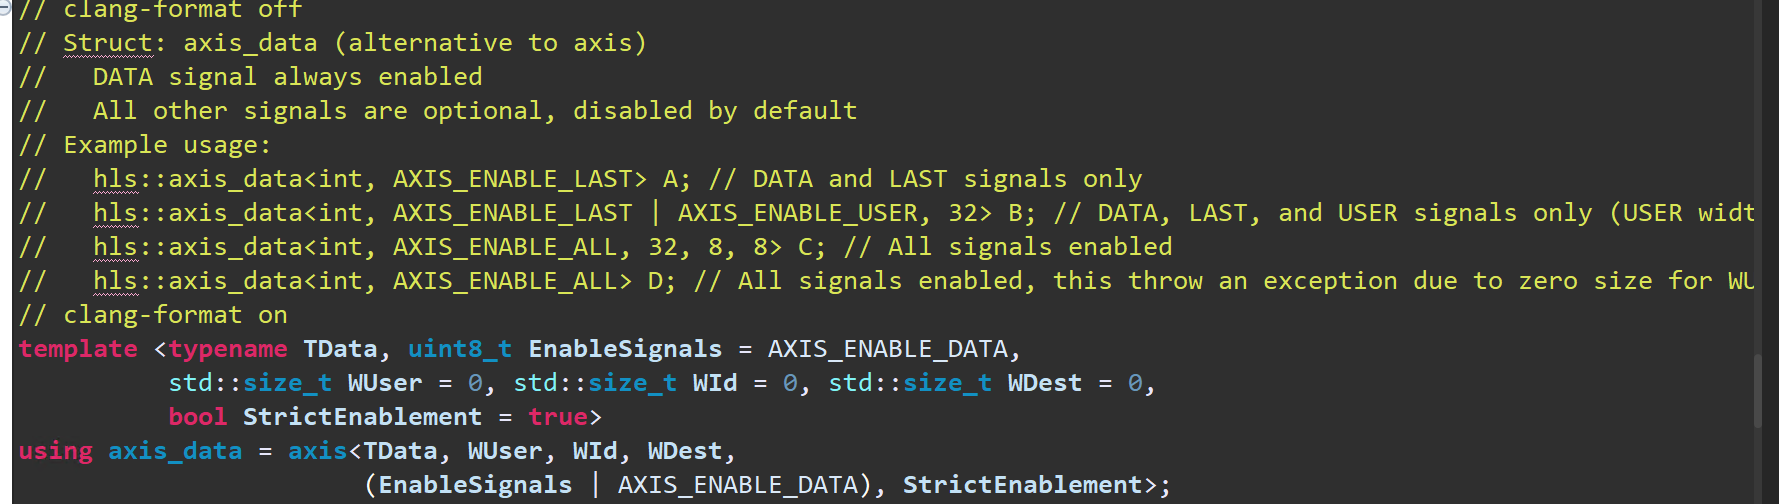 // clang-format off
// Struct: axis_data (alternative to axis)
//   DATA signal always enabled
//   All other signals are optional, disabled by default
// Example usage:
//   hls::axis_data<int, AXIS_ENABLE_LAST> A; // DATA and LAST signals only
//   hls::axis_data<int, AXIS_ENABLE_LAST | AXIS_ENABLE_USER, 32> B; // DATA, LAST, and USER signals only (USER widt
//   hls::axis_data<int, AXIS_ENABLE_ALL, 32, 8, 8> C; // All signals enabled
//   hls::axis_data<int, AXIS_ENABLE_ALL> D; // All signals enabled, this throw an exception due to zero size for WU
// clang-format on
template <typename TData, uint8_t EnableSignals = AXIS_ENABLE_DATA,
          std::size_t WUser = 0, std::size_t WId = 0, std::size_t WDest = 0,
          bool StrictEnablement = true>
using axis_data = axis<TData, WUser, WId, WDest,
                       (EnableSignals | AXIS_ENABLE_DATA), StrictEnablement>;